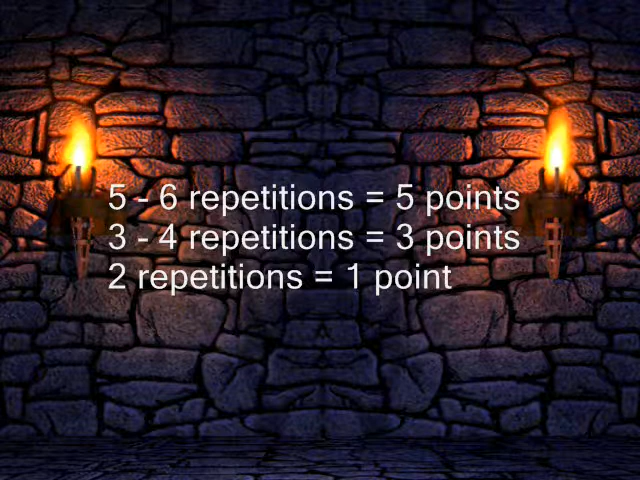 5 - 6 repetitions = 5 points
3 - 4 repetitions = 3 points
2 repetitions = 1 point